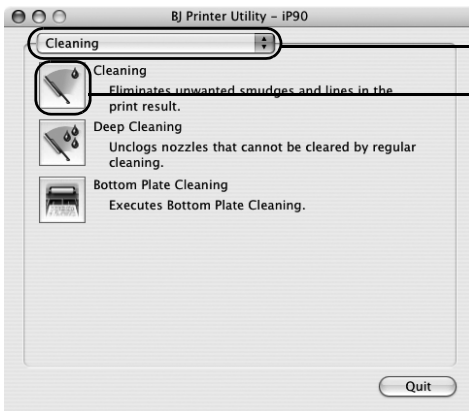 BJ Printer Utility – iP90
Cleaning
Cleaning
Eliminates unwanted smudges and lines in the
print result.
Deep Cleaning
Unclogs nozzles that cannot be cleared by regular
cleaning.
Bottom Plate Cleaning
Executes Bottom Plate Cleaning.
Quit